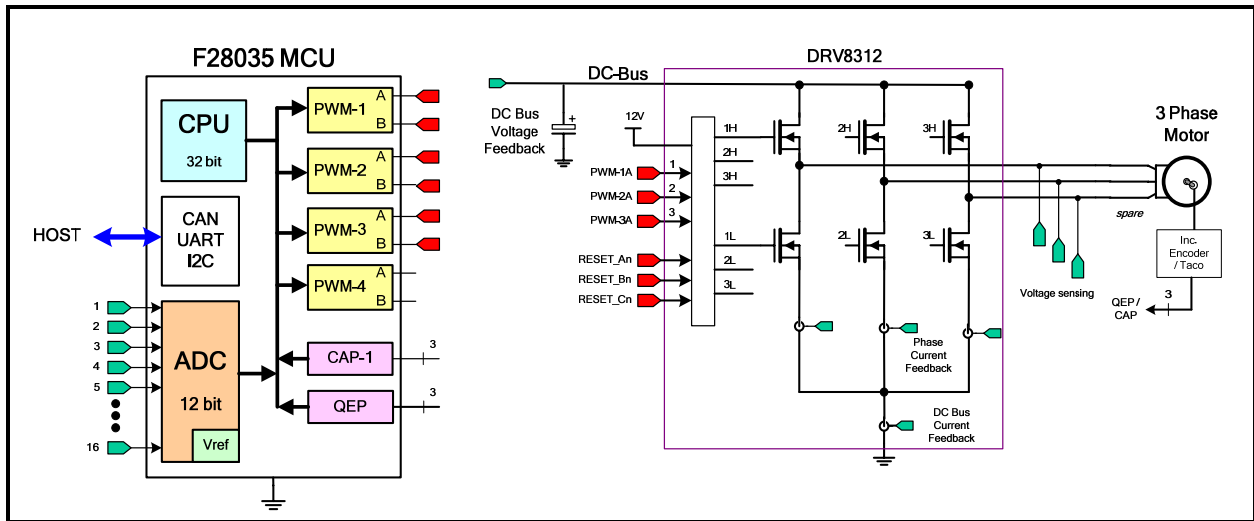 F28035 MCU
CPU
32 bit
CAN
UART
I2C
HOST
1
2
3
4
5
16
ADC
12 bit
Vref
PWM-1
A
B
PWM-2
A
B
PWM-3
A
B
PWM-4
A
B
CAP-1
3
QEP
3
DRV8312
DC-Bus
DC Bus
Voltage
Feedback
+
12V
PWM-1A
1
PWM-2A
2
PWM-3A
3
RESET_An
RESET_Bn
RESET_Cn
1H
2H
3H
1L
2L
3L
2H
3H
2L
3L
Phase
Current
Feedback
DC Bus
Current
Feedback
3 Phase
Motor
spare
Voltage sensing
Inc.
Encoder
/ Taco
QEP /
CAP
3